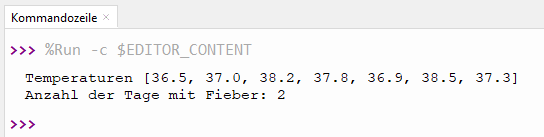 Kommandozeile ×
>>> %Run -c $EDITOR_CONTENT
Temperaturen [36.5, 37.0, 38.2, 37.8, 36.9, 38.5, 37.3]
Anzahl der Tage mit Fieber: 2
>>>